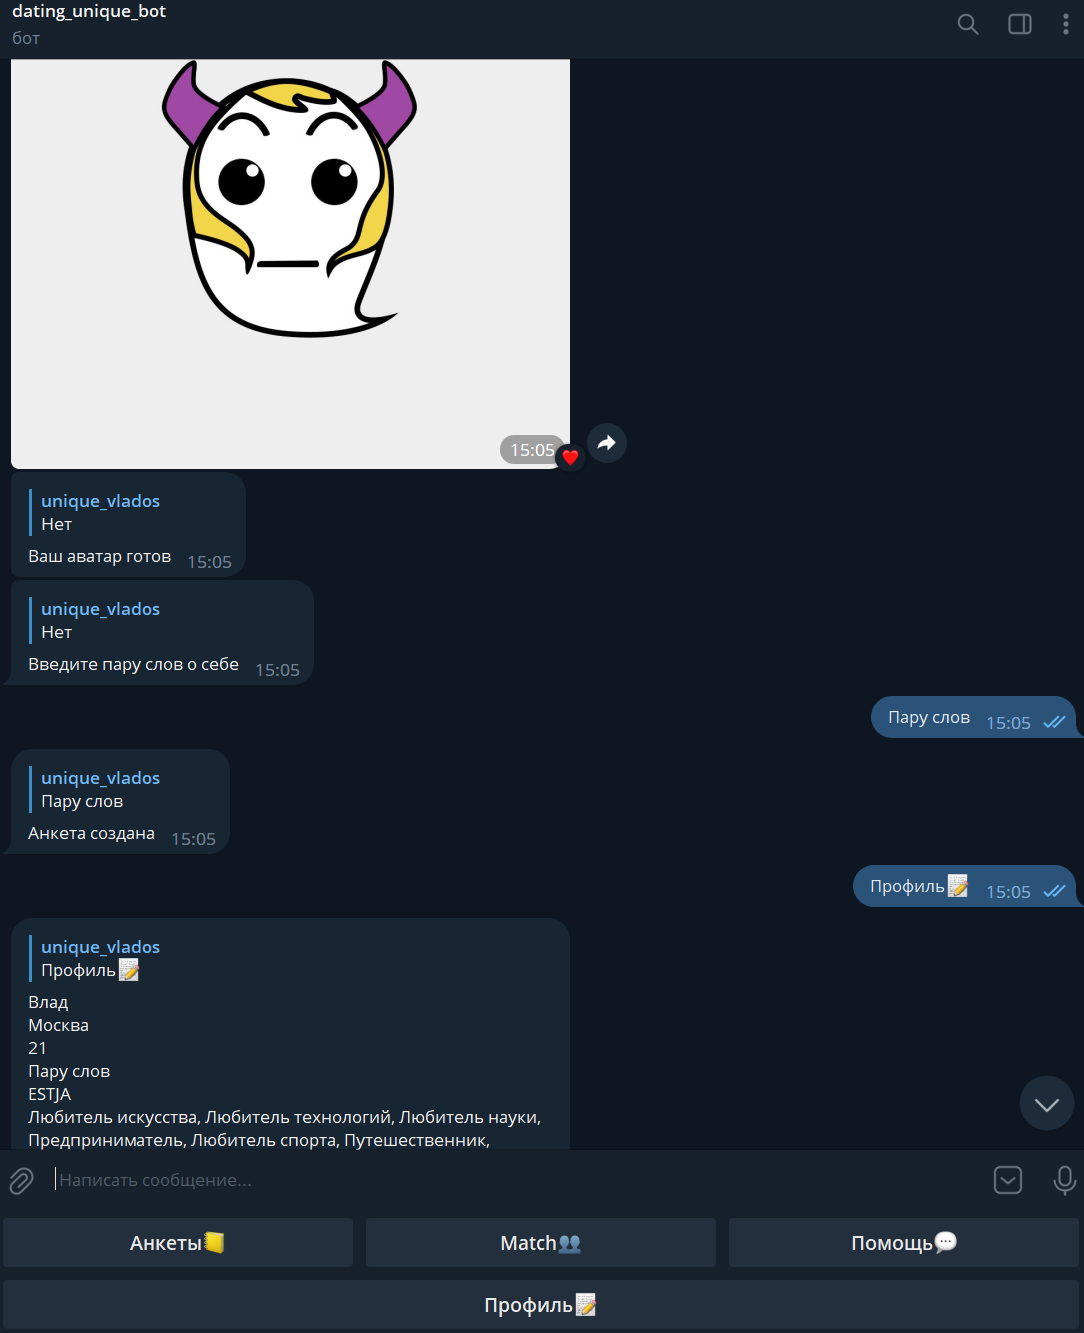 dating_unique_bot
бот
15:05
unique_vlados
Нет
Ваш аватар готов 15:05
unique_vlados
Нет
Введите пару слов о себе 15:05
Пару слов 15:05
unique_vlados
Пару слов
Анкета создана 15:05
Профиль📝 15:05
unique_vlados
Профиль📝
Влад
Москва
21
Пару слов
ESTJA
Любитель искусства, Любитель технологий, Любитель науки,
Предприниматель, Любитель спорта, Путешественник,
Написать сообщение...
Анкеты📒 Match👥 Помощь💬
Профиль📝